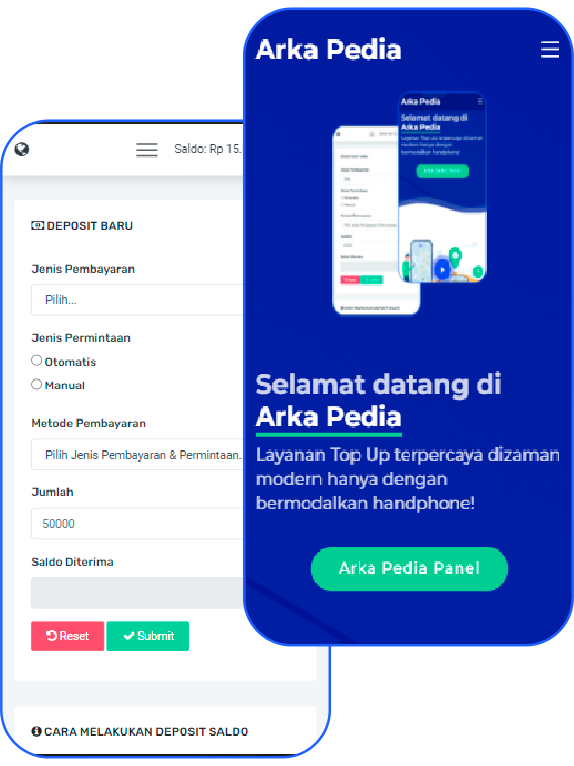 Saldo: Rp 15.
DEPOSIT BARU
Jenis Pembayaran
Pilih...
Jenis Permintaan
Otomatis
Manual
Metode Pembayaran
Pilih Jenis Pembayaran & Permintaan.
Jumlah
50000
Saldo Diterima
Reset
Submit
CARA MELAKUKAN DEPOSIT SALDO
Arka Pedia
Arka Pedia
Selamat datang di
Arka Pedia
Selamat datang di
Arka Pedia
Layanan Top Up terpercaya dizaman
modern hanya dengan
bermodalkan handphone!
Arka Pedia Panel